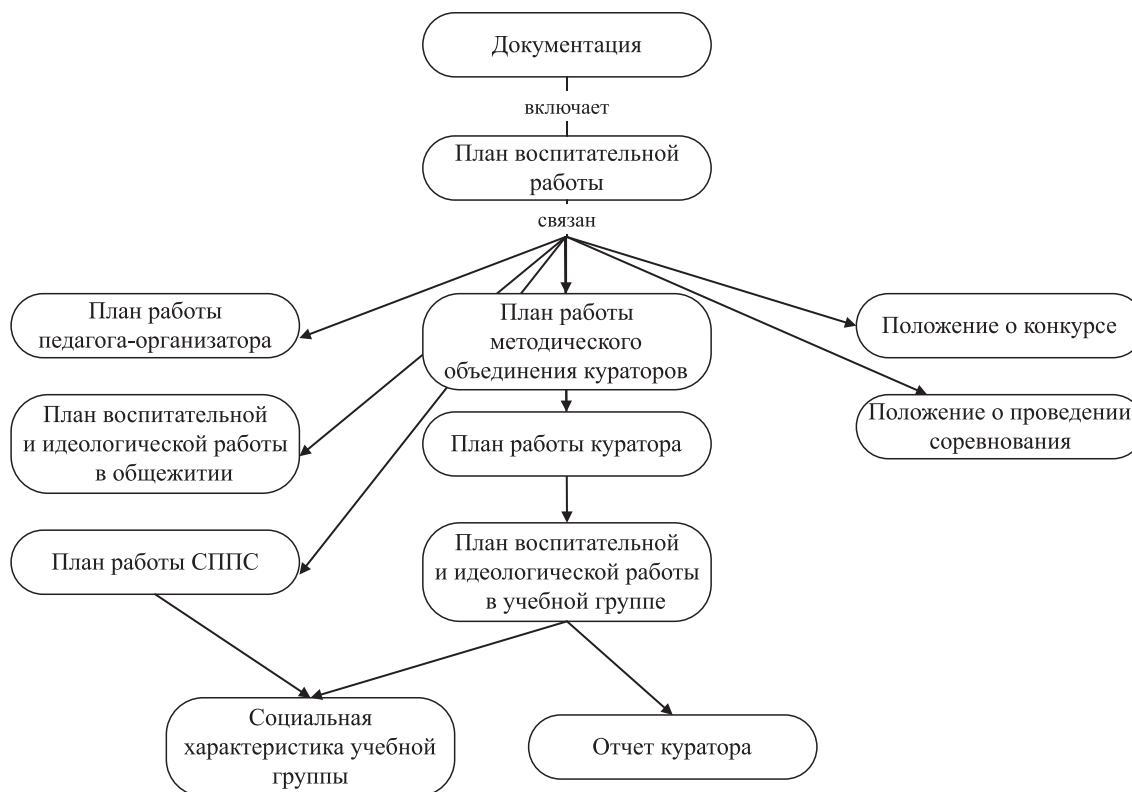 Документация
включает
План воспитательной
работы
связан
План работы
педагога-организатора
План работы
методического
объединения кураторов
Положение о конкурсе
План воспитательной
и идеологической работы
в общежитии
План работы куратора
Положение о проведении
соревнования
План работы СППС
План воспитательной
и идеологической работы
в учебной группе
Социальная
характеристика учебной
группы
Отчет куратора